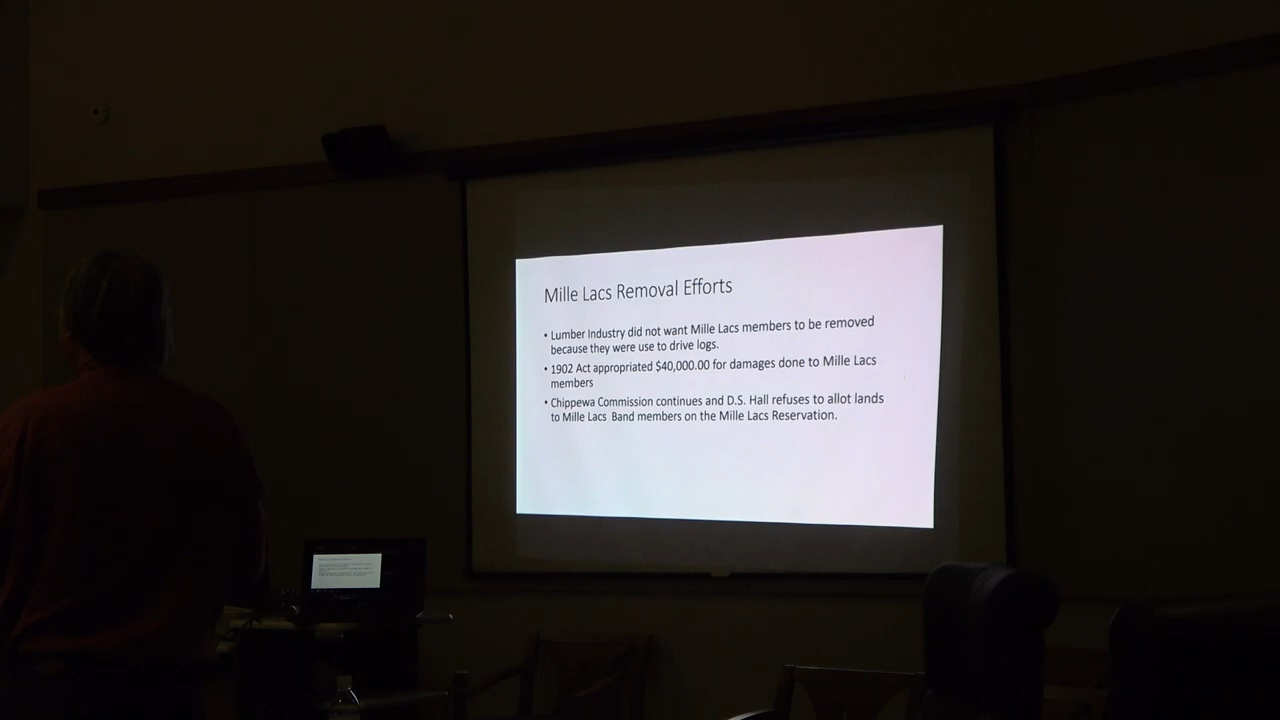 Mille Lacs Removal Efforts
• Lumber Industry did not want Mille Lacs members to be removed
because they were use to drive logs.
• 1902 Act appropriated $40,000.00 for damages done to Mille Lacs
members
• Chippewa Commission continues and D.S. Hall refuses to allot lands
to Mille Lacs Band members on the Mille Lacs Reservation.